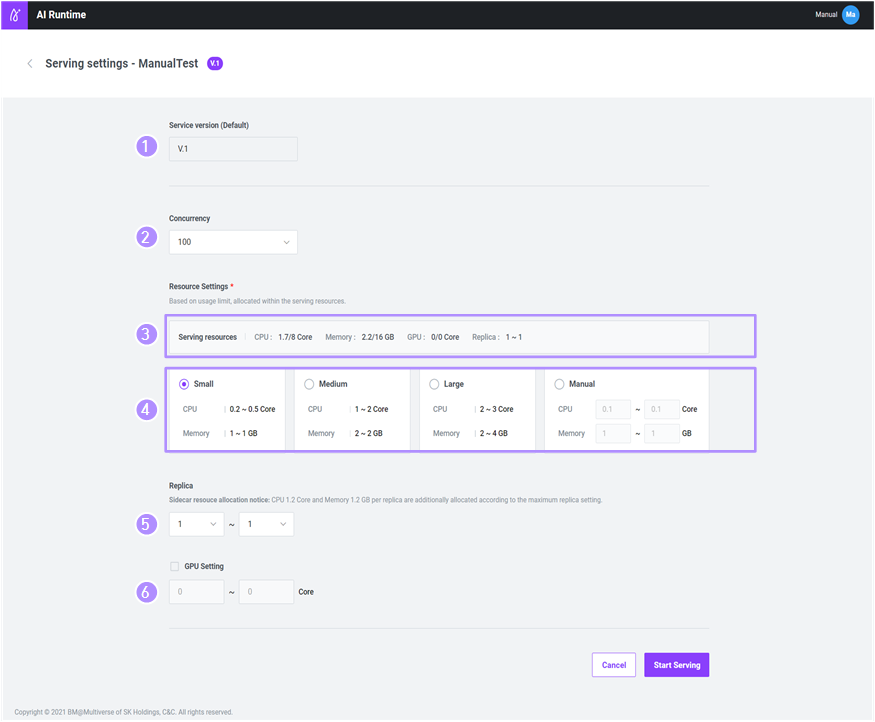 AI Runtime
Manual
Ma
Serving settings - ManualTest V.1
Service version (Default)
1
V.1
Concurrency
2
100
Resource Settings *
Based on usage limit, allocated within the serving resources.
3
Serving resources CPU : 1.7/8 Core Memory : 2.2/16 GB GPU : 0/0 Core Replica : 1 ~ 1
4
Small
CPU 0.2 ~ 0.5 Core
Memory 1 ~ 1 GB
Medium
CPU 1 ~ 2 Core
Memory 2 ~ 2 GB
Large
CPU 2 ~ 3 Core
Memory 2 ~ 4 GB
Manual
CPU 0.1 ~ 0.1 Core
Memory 1 ~ 1 GB
Replica
Sidecar resouce allocation notice: CPU 1.2 Core and Memory 1.2 GB per replica are additionally allocated according to the maximum replica setting.
5
1 ~ 1
GPU Setting
6
0 ~ 0 Core
Cancel
Start Serving
Copyright © 2021 BM@Multiverse of SK Holdings, C&C. All rights reserved.